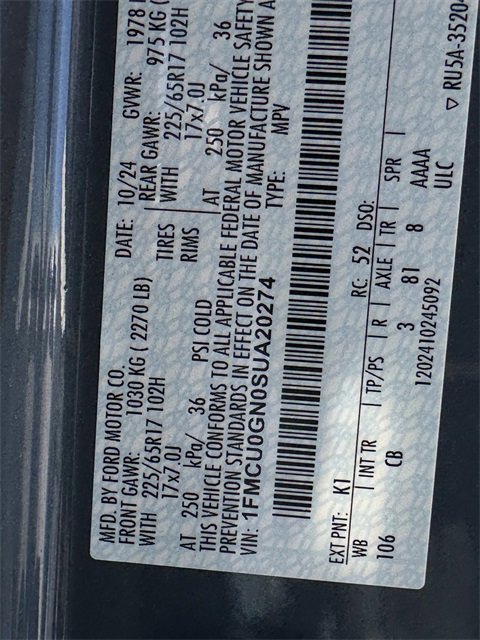 MFD. BY FORD MOTOR CO. DATE: 10/24 GVWR: 1978
FRONT GAWR: 1030 KG ( 2270 LB) REAR GAWR: 975 KG (
WITH 225/65R17 102H TIRES WITH 225/65R17 102H
17x7.0J RIMS 17x7.0J
AT 250 kPa/ 36 PSI COLD AT 250 kPa/ 36
THIS VEHICLE CONFORMS TO ALL APPLICABLE FEDERAL MOTOR VEHICLE SAFETY
PREVENTION STANDARDS IN EFFECT ON THE DATE OF MANUFACTURE SHOWN A
VIN: 1FMCU0GN0SUA20274 TYPE: MPV
EXT PNT: K1 RC: 52 DSO:
WB | INT TR | TP/PS | R | AXLE | TR | SPR |
106 CB 3 81 8 AAAA
1202410245092 ULC
▽ RU5A-3520